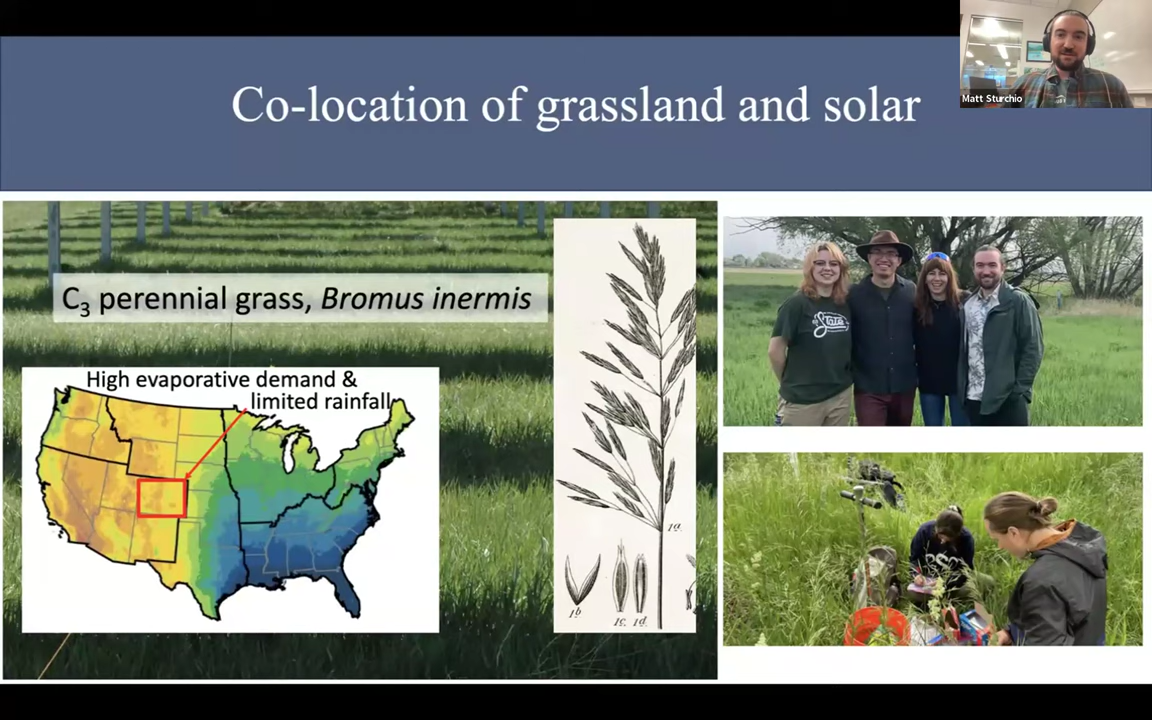 Co-location of grassland and solar
Matt Sturchio
C3 perennial grass, Bromus inermis
High evaporative demand &
limited rainfall
State
1a.
1b
1c. 1d.